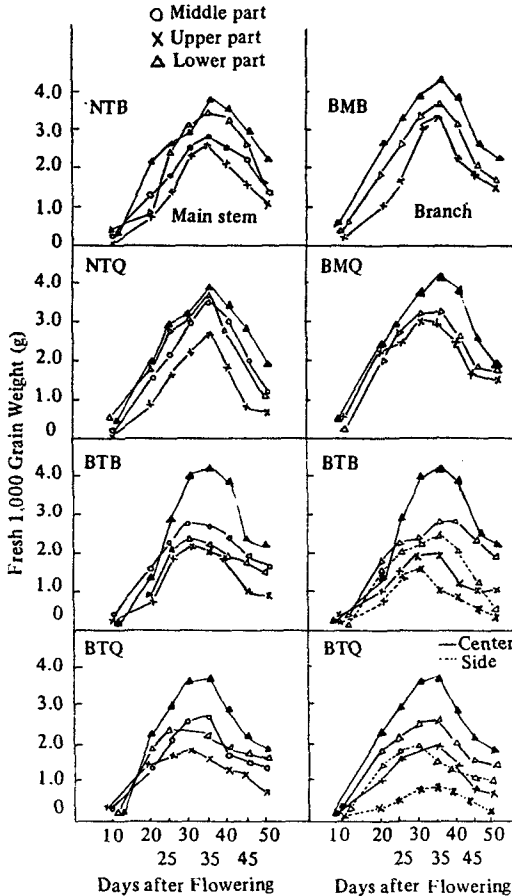 Middle part
Upper part
Lower part
NTB
BMB
4.0
3.0
2.0
1.0
0
Main stem
Branch
NTQ
BMQ
4.0
3.0
2.0
1.0
0
BTB
BTB
4.0
3.0
2.0
1.0
0
BTQ
BTQ
Center
Side
4.0
3.0
2.0
1.0
0
Fresh 1,000 Grain Weight (g)
10 20 30 40 50
25 35 45
10 20 30 40 50
25 35 45
Days after Flowering
Days after Flowering